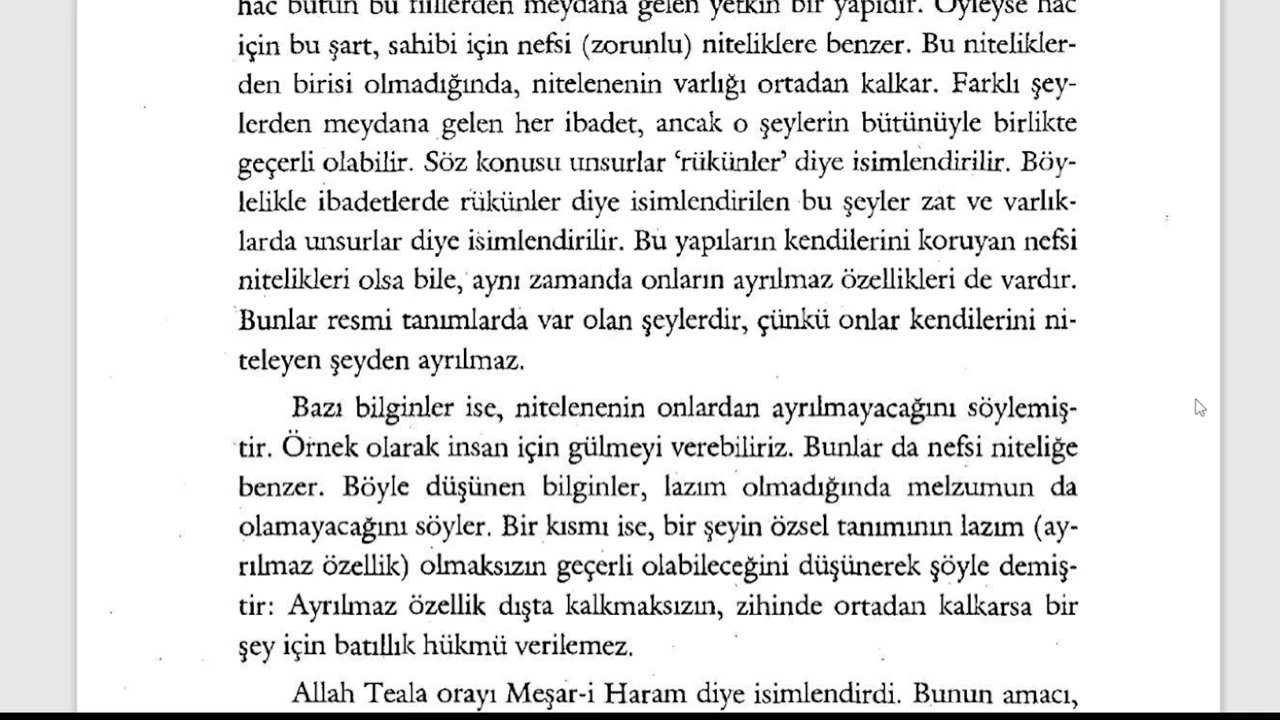 hac bütün bu fiillerden meydana gelen yetkin bir yapıdır. Öyleyse hac
için bu şart, sahibi için nefsi (zorunlu) niteliklere benzer. Bu nitelikler-
den birisi olmadığında, nitelenenin varlığı ortadan kalkar. Farklı şey-
lerden meydana gelen her ibadet, ancak o şeylerin bütünüyle birlikte
geçerli olabilir. Söz konusu unsurlar ‘rükünler’ diye isimlendirilir. Böy-
lelikle ibadetlerde rükünler diye isimlendirilen bu şeyler zat ve varlık-
larda unsurlar diye isimlendirilir. Bu yapıların kendilerini koruyan nefsi
nitelikleri olsa bile, aynı zamanda onların ayrılmaz özellikleri de vardır.
Bunlar resmi tanımlarda var olan şeylerdir, çünkü onlar kendilerini ni-
teleyen şeyden ayrılmaz.
Bazı bilginler ise, nitelenenin onlardan ayrılmayacağını söylemiş-
tir. Örnek olarak insan için gülmeyi verebiliriz. Bunlar da nefsi niteliğe
benzer. Böyle düşünen bilginler, lazım olmadığında melzumun da
olamayacağını söyler. Bir kısmı ise, bir şeyin özsel tanımının lazım (ay-
rılmaz özellik) olmaksızın geçerli olabileceğini düşünerek şöyle demiş-
tir: Ayrılmaz özellik dışta kalkmaksızın, zihinde ortadan kalkarsa bir
şey için batıllık hükmü verilemez.
Allah Teala orayı Meşar-i Haram diye isimlendirdi. Bunun amacı,